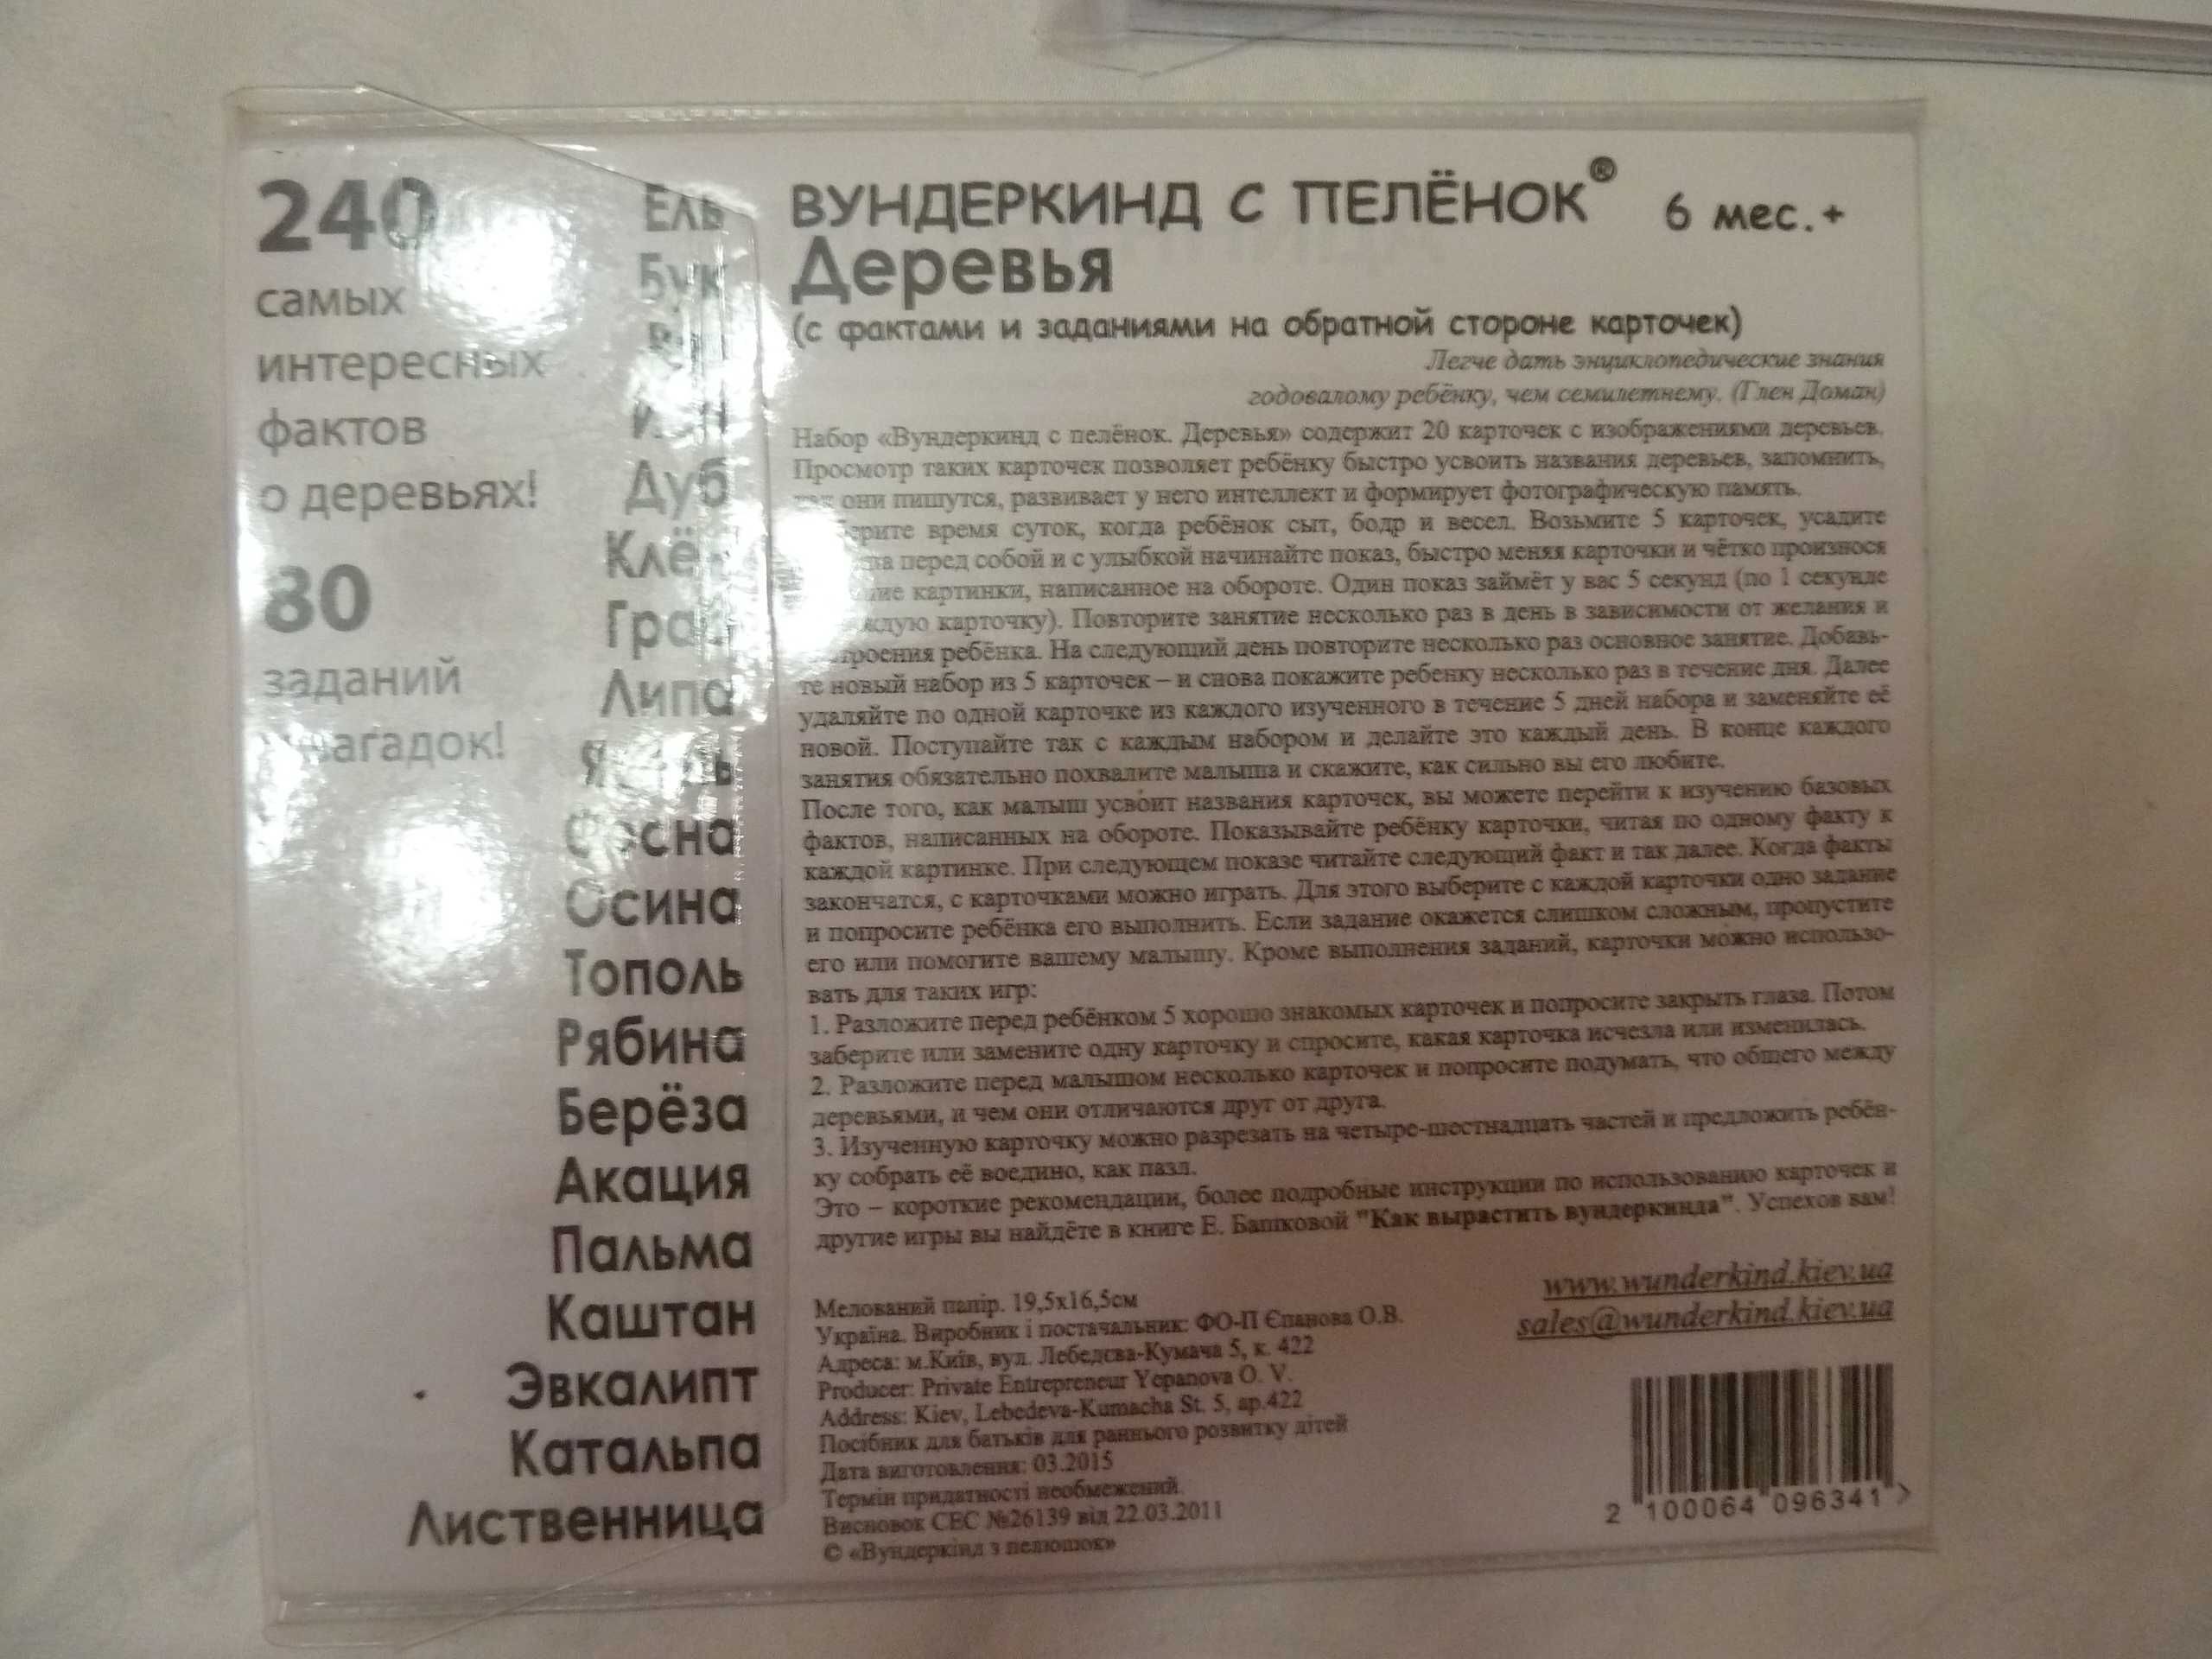 240
самых
интересных
фактов
о деревьях!
80
заданий
загадок!
Ель
Бук
Дуб
Клён
Граб
Липа
Ясень
Сосна
Осина
Тополь
Рябина
Берёза
Акация
Пальма
Каштан
Эвкалипт
Катальпа
Лиственница
ВУНДЕРКИНД С ПЕЛЁНОК® 6 мес.+
Деревья
(с фактами и заданиями на обратной стороне карточек)
Легче дать энциклопедические знания
годовалому ребёнку, чем семилетнему. (Глен Доман)
Набор «Вундеркинд с пелёнок. Деревья» содержит 20 карточек с изображениями деревьев.
Просмотр таких карточек позволяет ребёнку быстро усвоить названия деревьев, запомнить,
как они пишутся, развивает у него интеллект и формирует фотографическую память.
время суток, когда ребёнок сыт, бодр и весел. Возьмите 5 карточек, усадите
перед собой и с улыбкой начинайте показ, быстро меняя карточки и чётко произнося
картинки, написанное на обороте. Один показ займёт у вас 5 секунд (по 1 секунде
каждую карточку). Повторите занятие несколько раз в день в зависимости от желания и
настроения ребёнка. На следующий день повторите несколько раз основное занятие. Добавь-
те новый набор из 5 карточек – и снова покажите ребенку несколько раз в течение дня. Далее
удаляйте по одной карточке из каждого изученного в течение 5 дней набора и заменяйте её
новой. Поступайте так с каждым набором и делайте это каждый день. В конце каждого
занятия обязательно похвалите малыша и скажите, как сильно вы его любите.
После того, как малыш усвоит названия карточек, вы можете перейти к изучению базовых
фактов, написанных на обороте. Показывайте ребёнку карточки, читая по одному факту к
каждой картинке. При следующем показе читайте следующий факт и так далее. Когда факты
закончатся, с карточками можно играть. Для этого выберите с каждой карточки одно задание
и попросите ребёнка его выполнить. Если задание окажется слишком сложным, пропустите
его или помогите вашему малышу. Кроме выполнения заданий, карточки можно использо-
вать для таких игр:
1. Разложите перед ребёнком 5 хорошо знакомых карточек и попросите закрыть глаза. Потом
заберите или замените одну карточку и спросите, какая карточка исчезла или изменилась.
2. Разложите перед малышом несколько карточек и попросите подумать, что общего между
деревьями, и чем они отличаются друг от друга.
3. Изученную карточку можно разрезать на четыре-шестнадцать частей и предложить ребён-
ку собрать её воедино, как пазл.
Это – короткие рекомендации, более подробные инструкции по использованию карточек и
другие игры вы найдёте в книге Е. Башковой "Как вырастить вундеркинда". Успехов вам!
www.wunderkind.kiev.ua
sales@wunderkind.kiev.ua
Мелований папір. 19,5х16,5см
Україна. Виробник і постачальник: ФО-П Єпанова О.В.
Адреса: м.Київ, вул. Лебедєва-Кумача 5, к. 422
Producer: Private Entrepreneur Yepanova O. V.
Address: Kiev, Lebedeva-Kumacha St. 5, ap.422
Посібник для батьків для раннього розвитку дітей
Дата виготовлення: 03.2015
Термін придатності необмежений.
Висновок СЕС №26139 від 22.03.2011
© «Вундеркінд з пелюшок»
2 100064 096341 >